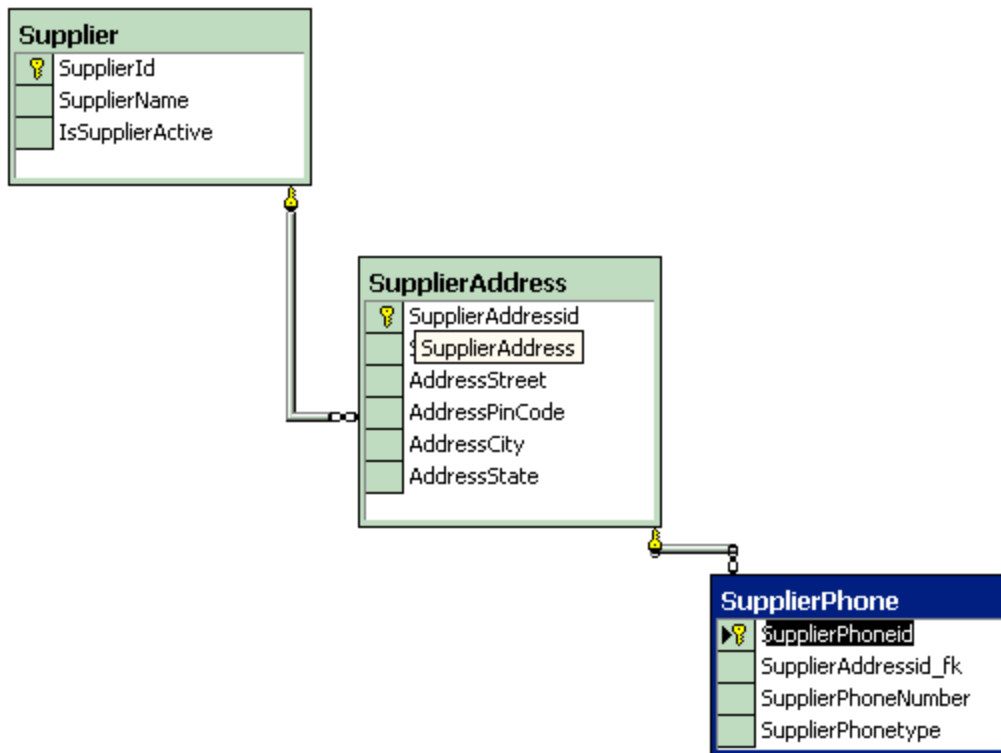 Supplier
SupplierId
SupplierName
IsSupplierActive
SupplierAddress
SupplierAddressid
SupplierAddress
AddressStreet
AddressPinCode
AddressCity
AddressState
SupplierPhone
SupplierPhoneid
SupplierAddressid_fk
SupplierPhoneNumber
SupplierPhonetype